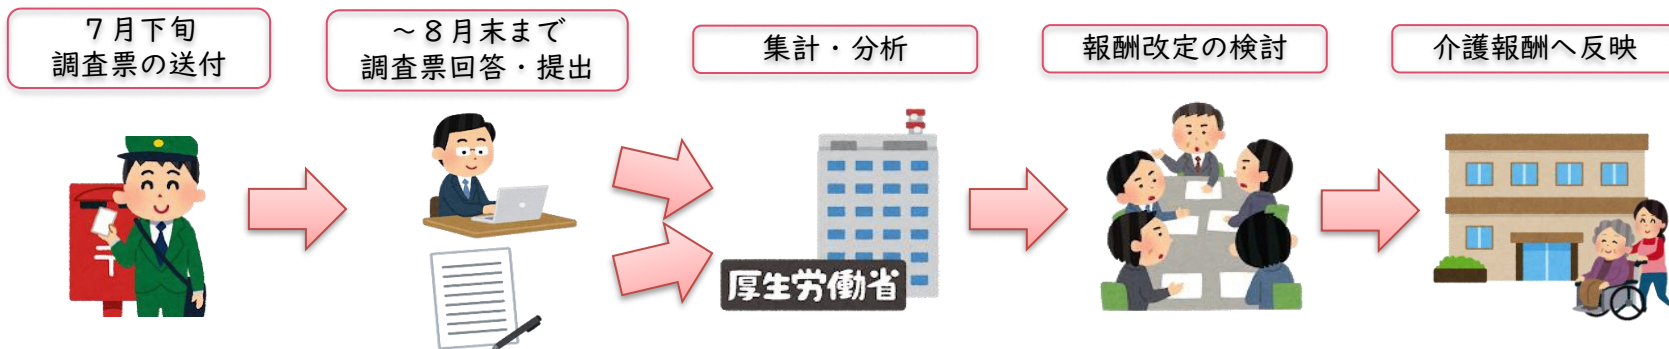 ７月下旬
調査票の送付
～８月末まで
調査票回答・提出
集計・分析
報酬改定の検討
介護報酬へ反映
〒
厚生労働省